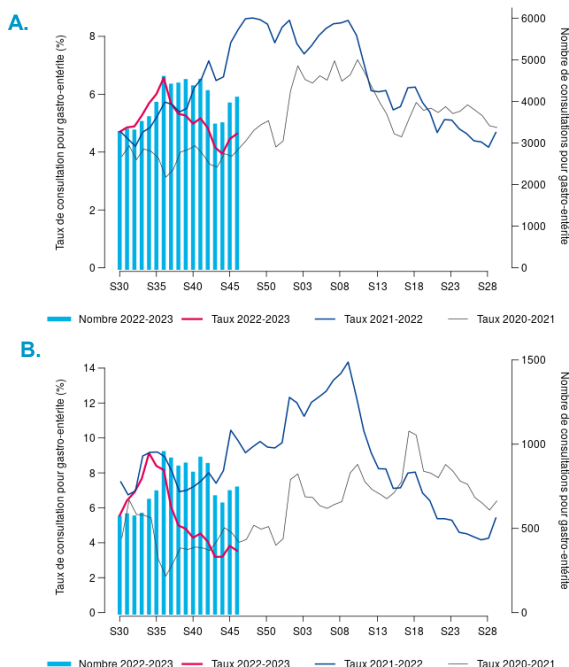 A.
Taux de consultation pour gastro-entérite (%)
8
6
4
2
0
6000
5000
4000
3000
2000
1000
0
Nombre de consultations pour gastro-entérite
S30 S35 S40 S45 S50 S03 S08 S13 S18 S23 S28
Nombre 2022-2023 Taux 2022-2023 Taux 2021-2022 Taux 2020-2021
B.
Taux de consultation pour gastro-entérite (%)
14
12
10
8
6
4
2
0
1500
1000
500
0
Nombre de consultations pour gastro-entérite
S30 S35 S40 S45 S50 S03 S08 S13 S18 S23 S28
Nombre 2022-2023 Taux 2022-2023 Taux 2021-2022 Taux 2020-2021